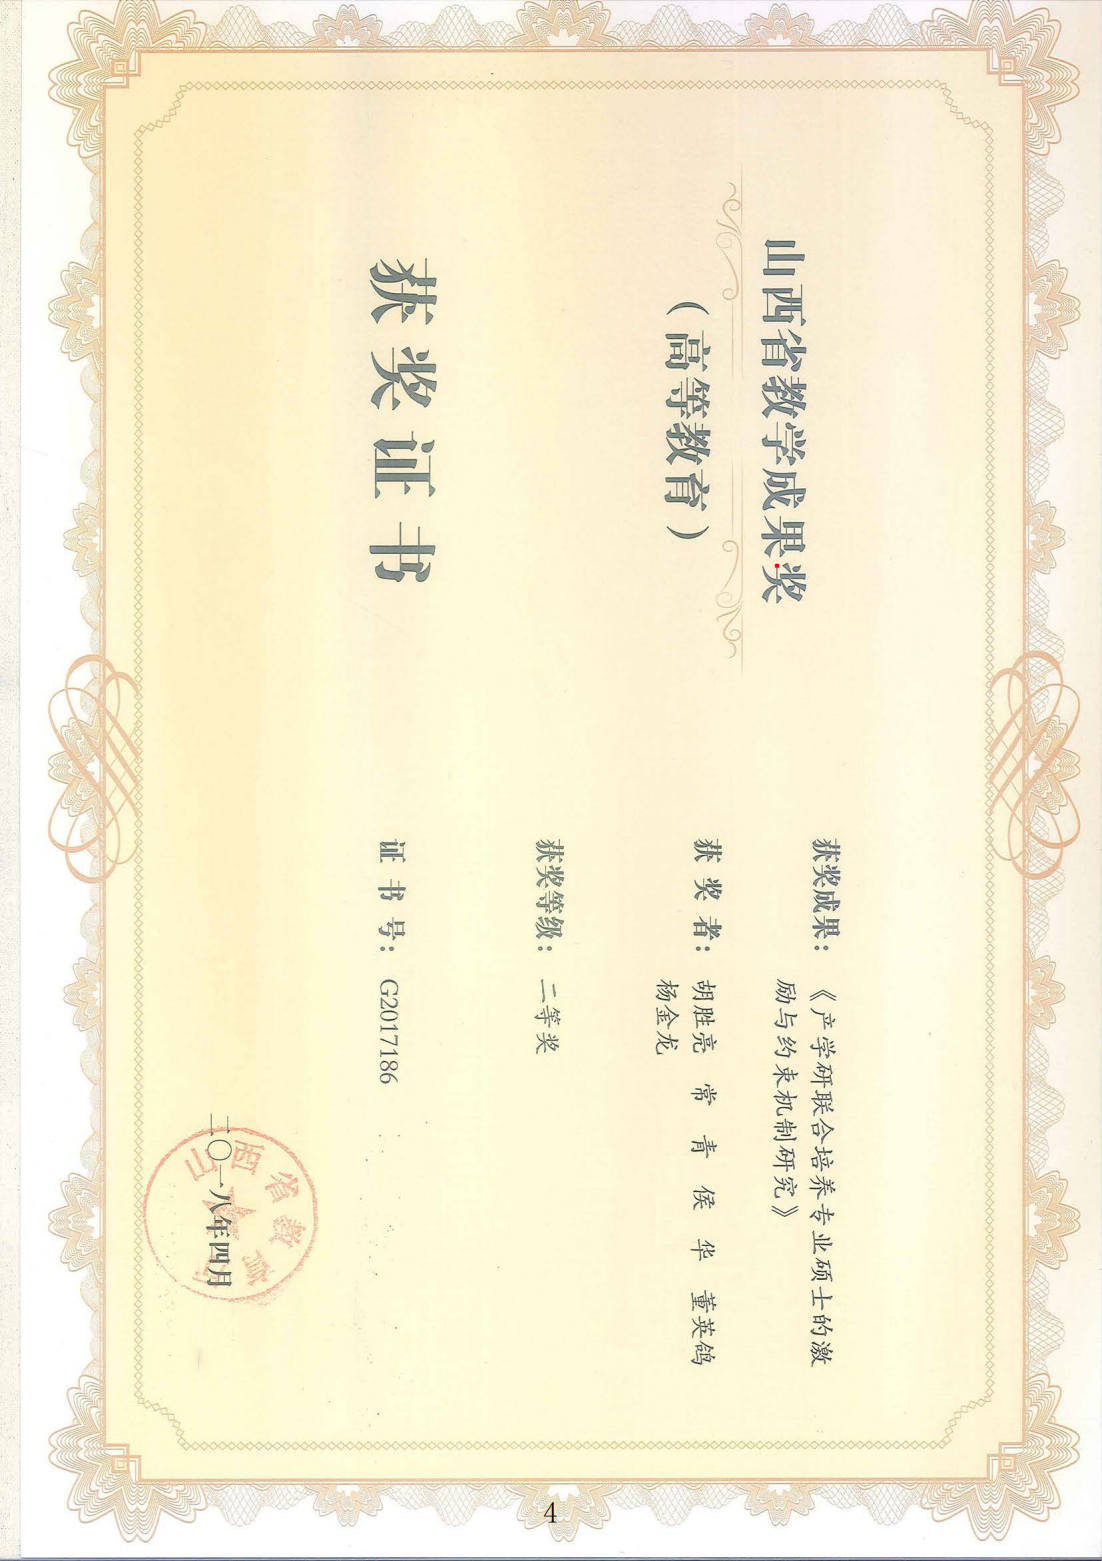 山西省教学成果奖
（高等教育）
获奖证书
获奖成果：《产学研联合培养专业硕士的激
励与约束机制研究》
获奖者：胡胜亮 常青 侯华 董英鸽
杨金龙
获奖等级：二等奖
证书号：G2017186
山西省教育厅
二〇一八年四月
4